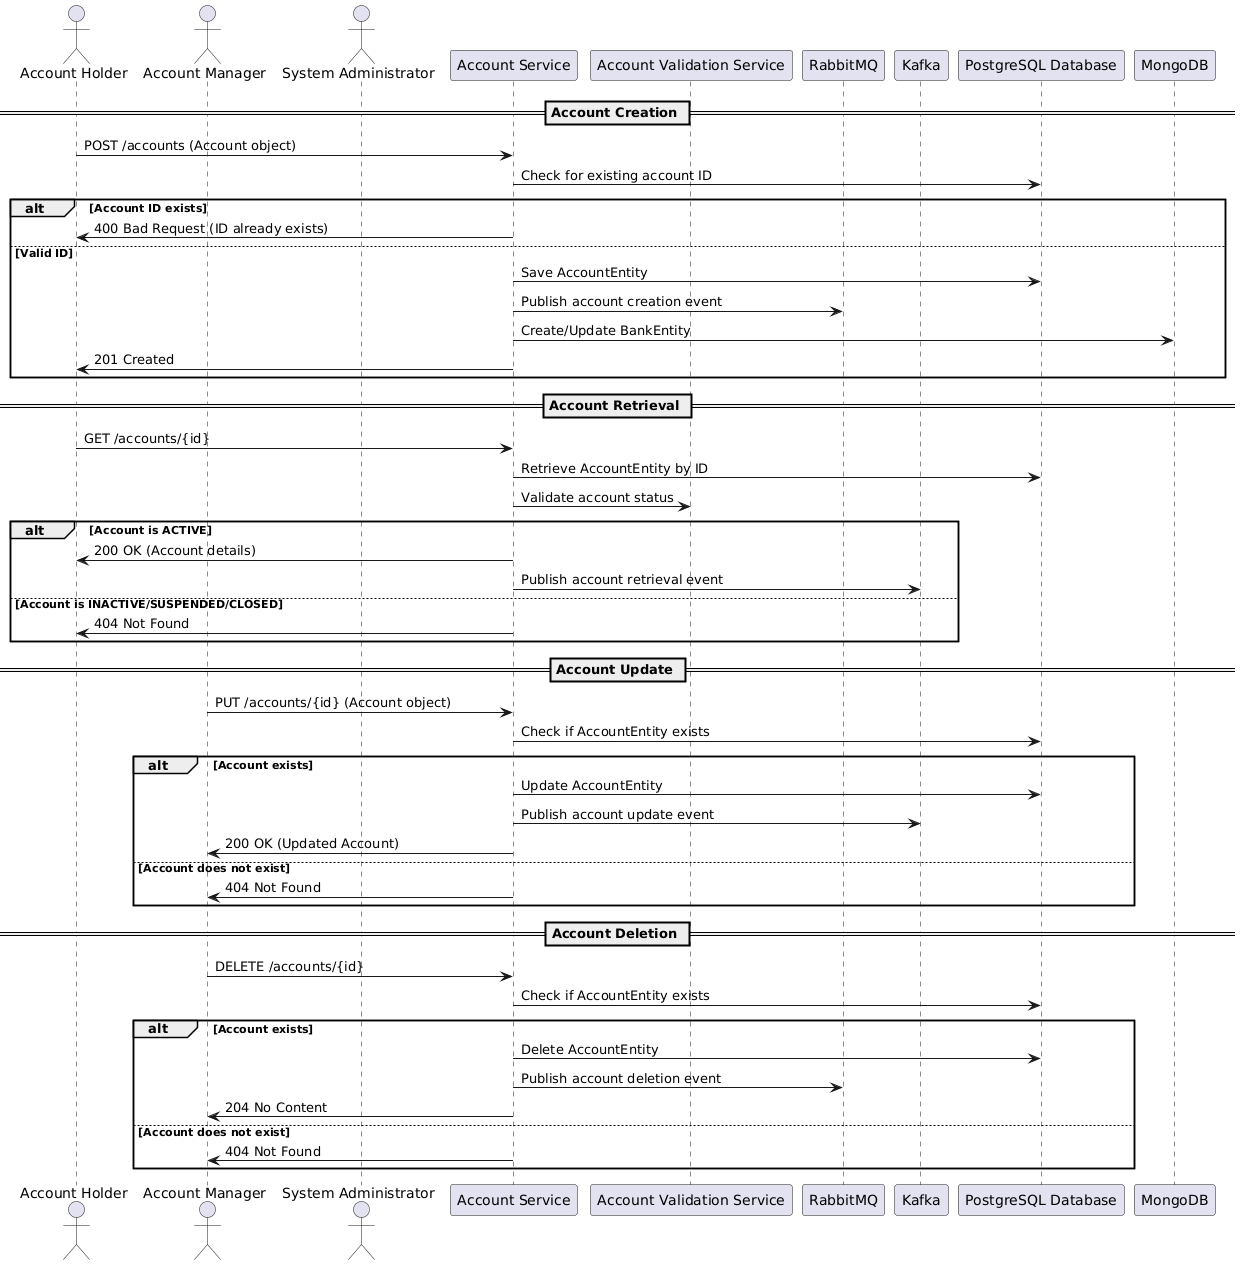 Account Holder
Account Manager
System Administrator
Account Service
Account Validation Service
RabbitMQ
Kafka
PostgreSQL Database
MongoDB
Account Creation
POST /accounts (Account object)
Check for existing account ID
alt
[Account ID exists]
400 Bad Request (ID already exists)
[Valid ID]
Save AccountEntity
Publish account creation event
Create/Update BankEntity
201 Created
Account Retrieval
GET /accounts/{id}
Retrieve AccountEntity by ID
Validate account status
alt
[Account is ACTIVE]
200 OK (Account details)
Publish account retrieval event
[Account is INACTIVE/SUSPENDED/CLOSED]
404 Not Found
Account Update
PUT /accounts/{id} (Account object)
Check if AccountEntity exists
alt
[Account exists]
Update AccountEntity
Publish account update event
200 OK (Updated Account)
[Account does not exist]
404 Not Found
Account Deletion
DELETE /accounts/{id}
Check if AccountEntity exists
alt
[Account exists]
Delete AccountEntity
Publish account deletion event
204 No Content
[Account does not exist]
404 Not Found
Account Holder
Account Manager
System Administrator
Account Service
Account Validation Service
RabbitMQ
Kafka
PostgreSQL Database
MongoDB